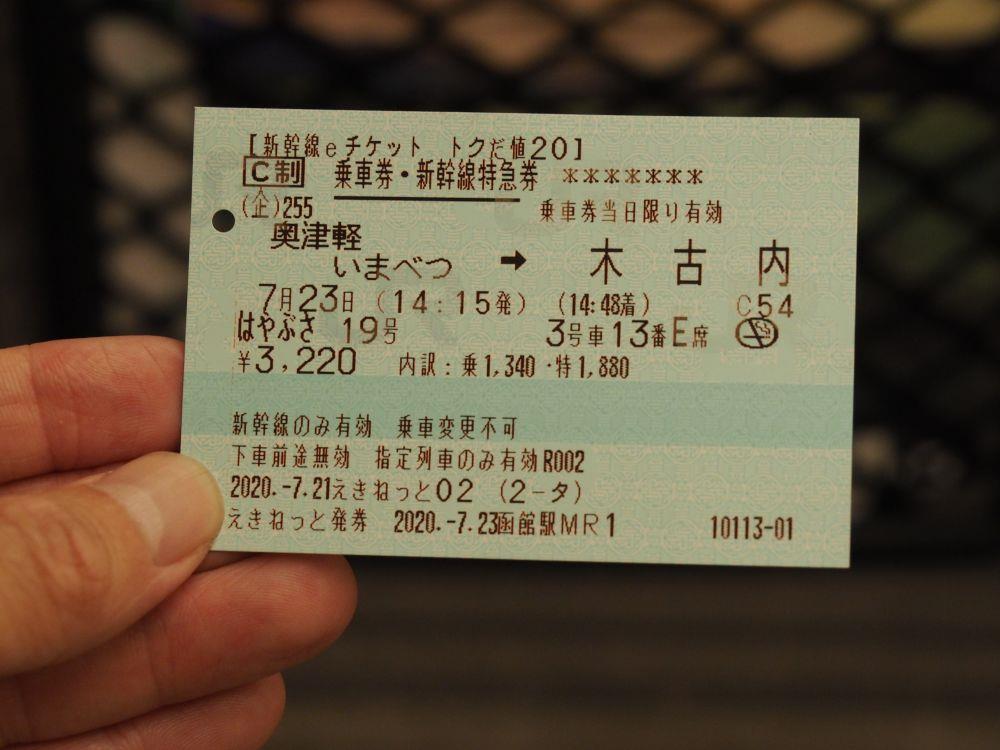 [新幹線eチケット トクだ値20]
C制 乗車券・新幹線特急券 *******
(企)255 乗車券当日限り有効
奥津軽いまべつ ➡ 木古内
7月23日 (14:15発) (14:48着) C54
はやぶさ 19号 3号車13番E席
¥3,220 内訳:乗1,340・特1,880
新幹線のみ有効 乗車変更不可
下車前途無効 指定列車のみ有効R002
2020.-7.21えきねっと02 (2-タ)
えきねっと発券 2020.-7.23函館駅MR1 10113-01